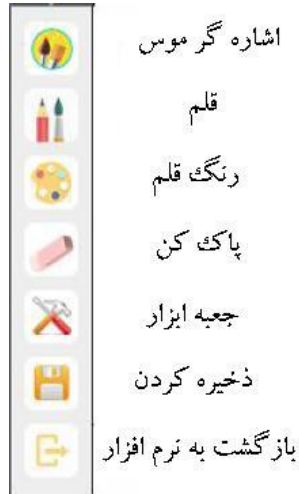 اشاره گر موس
قلم
رنگ قلم
پاک کن
جعبه ابزار
ذخیره کردن
بازگشت به نرم افزار